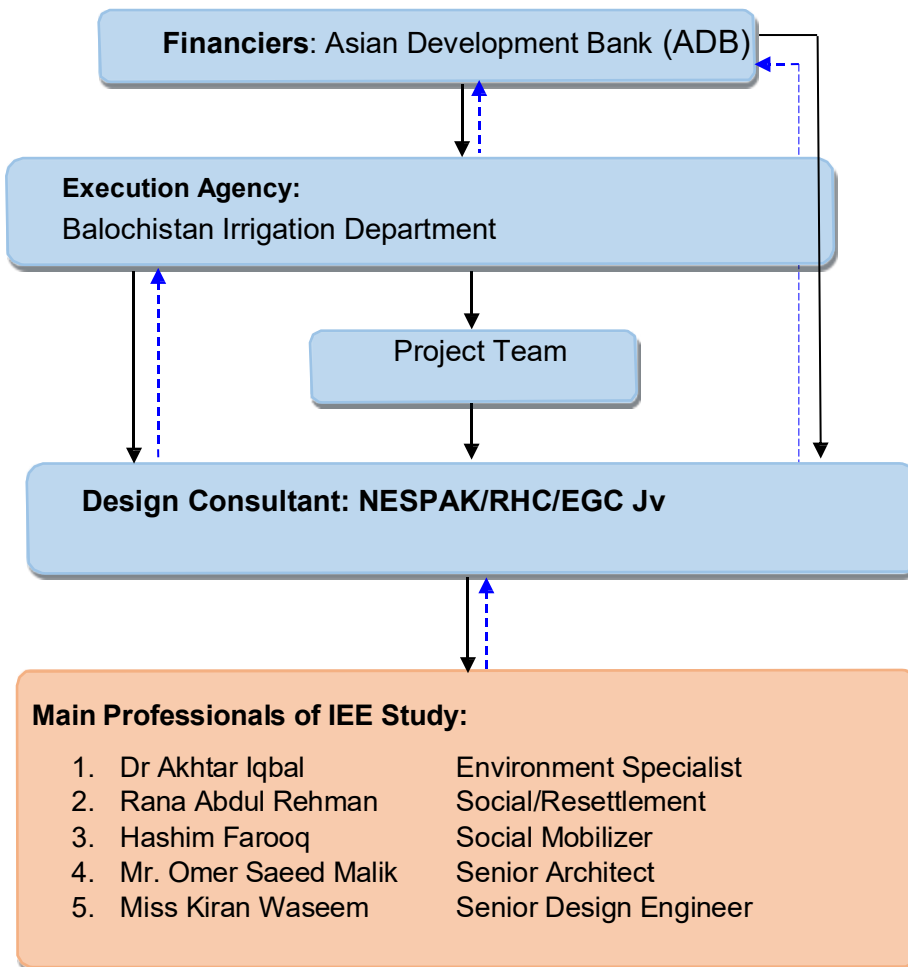 Financiers: Asian Development Bank (ADB)
Execution Agency:
Balochistan Irrigation Department
Project Team
Design Consultant: NESPAK/RHC/EGC Jv
Main Professionals of IEE Study:
1. Dr Akhtar Iqbal Environment Specialist
2. Rana Abdul Rehman Social/Resettlement
3. Hashim Farooq Social Mobilizer
4. Mr. Omer Saeed Malik Senior Architect
5. Miss Kiran Waseem Senior Design Engineer